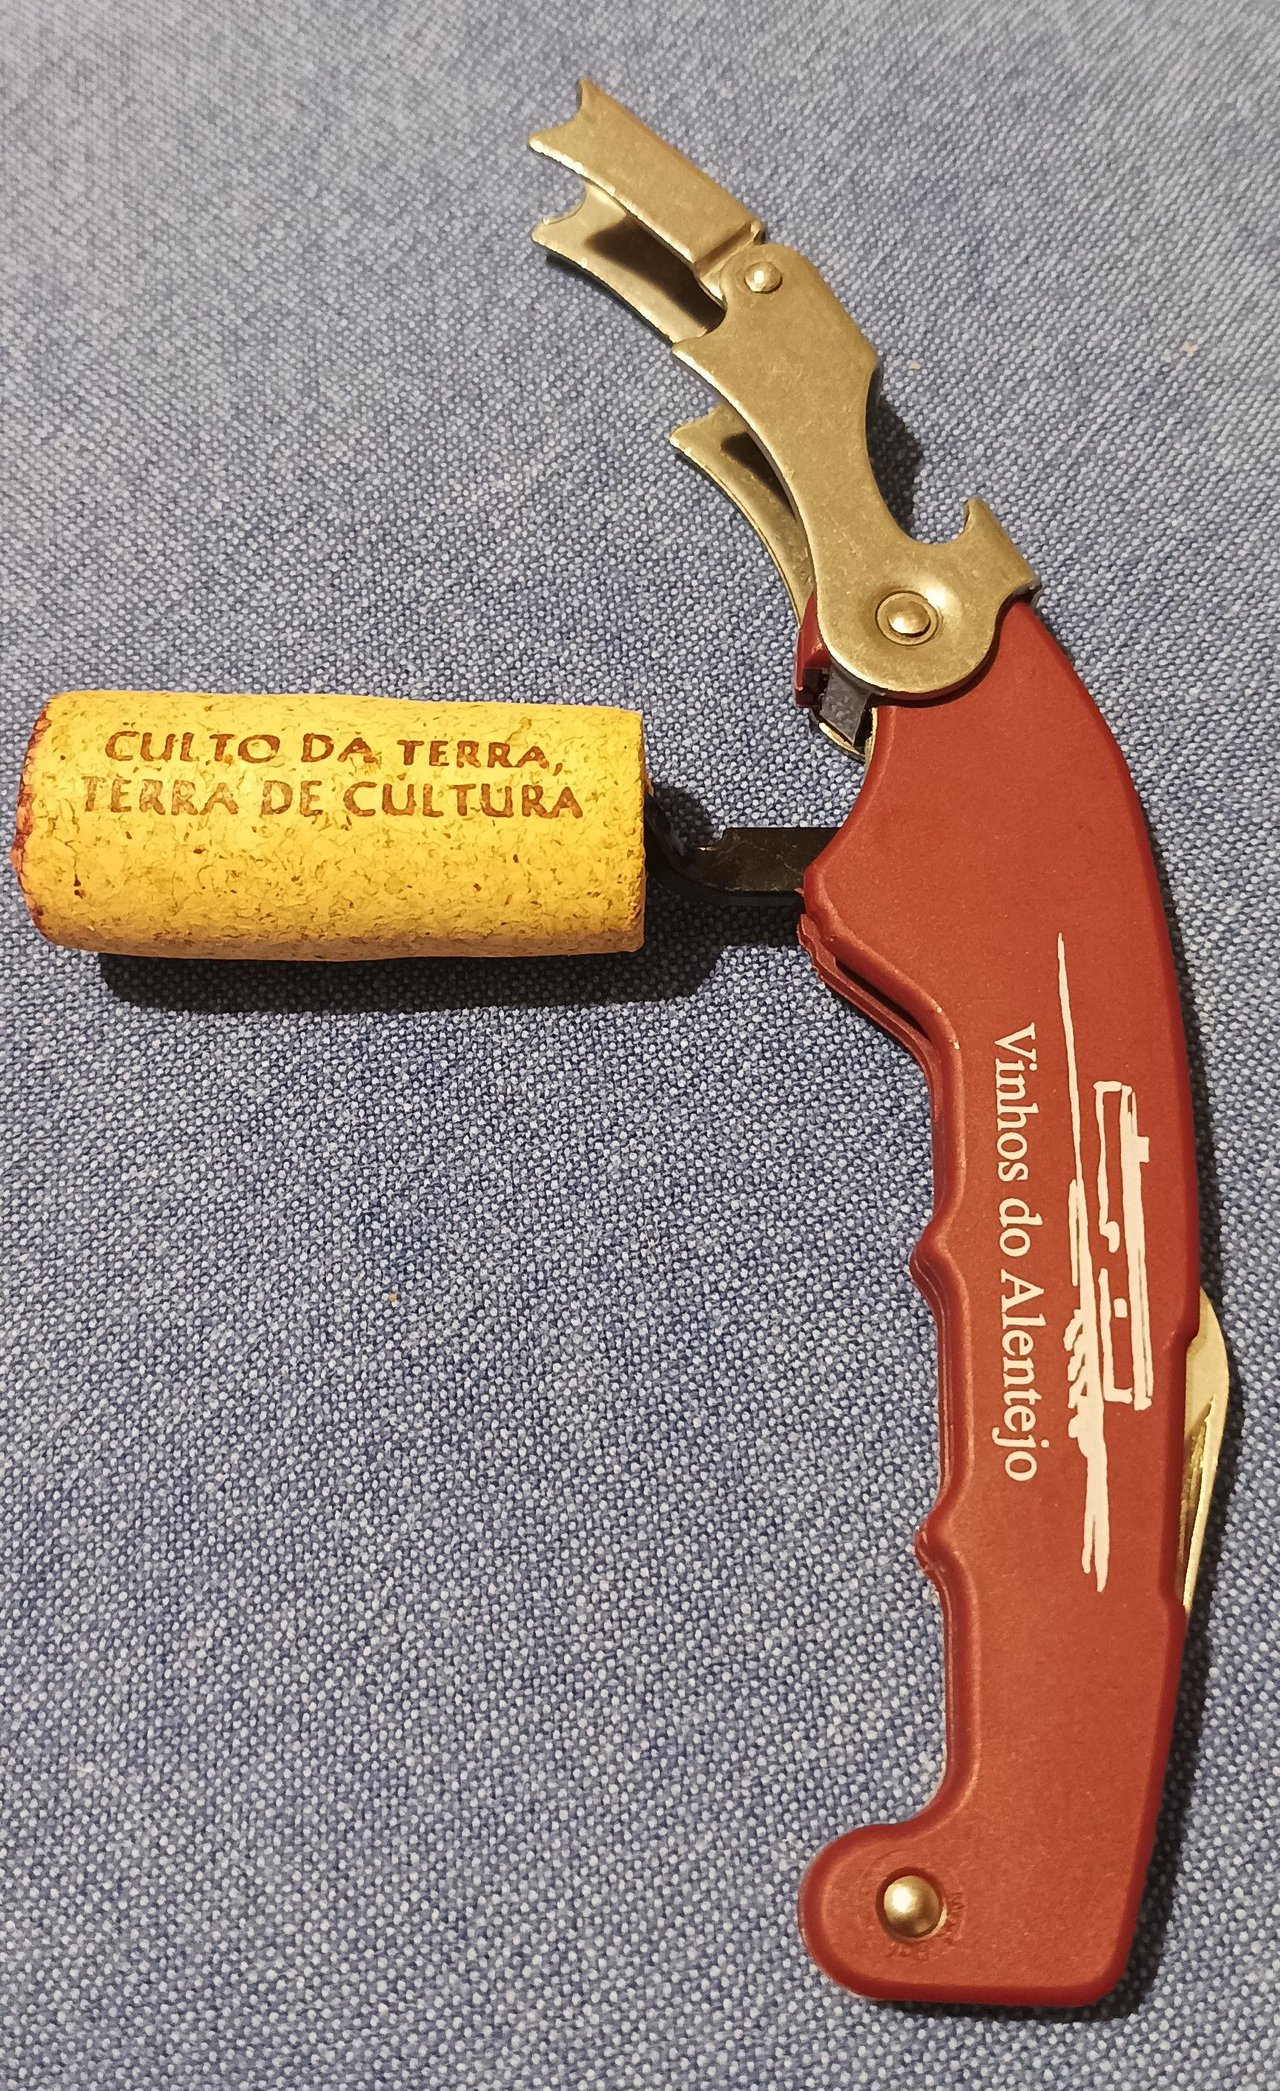 CULTO DA TERRA,
TERRA DE CULTURA
Vinhos do Alentejo